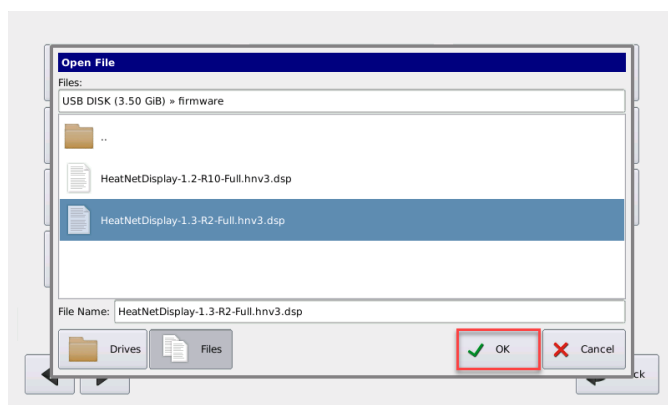 Open File
Files:
USB DISK (3.50 GiB) » firmware
..
HeatNetDisplay-1.2-R10-Full.hnv3.dsp
HeatNetDisplay-1.3-R2-Full.hnv3.dsp
File Name: HeatNetDisplay-1.3-R2-Full.hnv3.dsp
Drives Files OK Cancel
ck